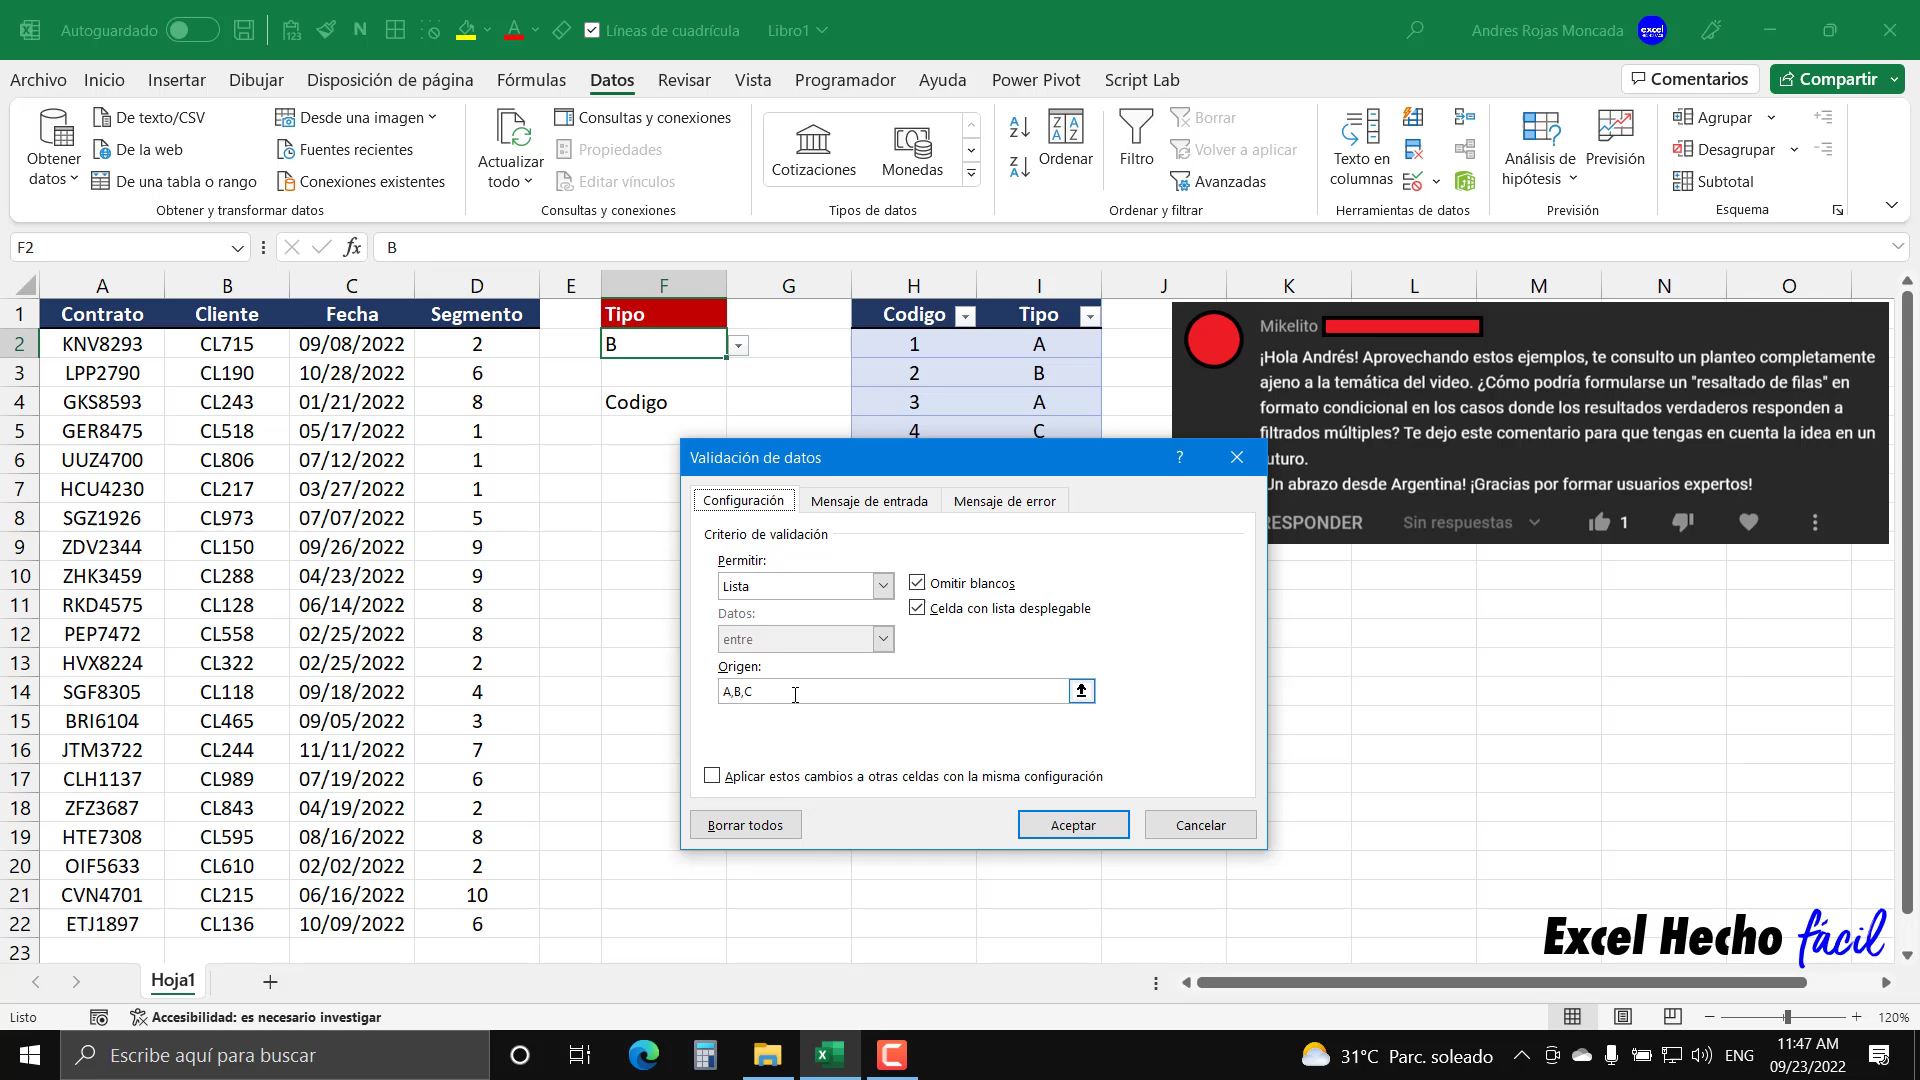 Autoguardado
Líneas de cuadrícula
Libro1
Andres Rojas Moncada
Archivo Inicio Insertar Dibujar Disposición de página Fórmulas Datos Revisar Vista Programador Ayuda Power Pivot Script Lab
Comentarios Compartir
Obtener datos
De texto/CSV
De la web
De una tabla o rango
Desde una imagen
Fuentes recientes
Conexiones existentes
Obtener y transformar datos
Actualizar todo
Consultas y conexiones
Propiedades
Editar vínculos
Consultas y conexiones
Cotizaciones Monedas
Tipos de datos
Ordenar
Filtro
Borrar
Volver a aplicar
Avanzadas
Ordenar y filtrar
Texto en columnas
Herramientas de datos
Análisis de hipótesis
Previsión
Previsión
Agrupar
Desagrupar
Subtotal
Esquema
F2 fx B
A B C D E F G H I J K L M N O
1 Contrato Cliente Fecha Segmento Tipo Codigo Tipo
2 KNV8293 CL715 09/08/2022 2 B 1 A
3 LPP2790 CL190 10/28/2022 6 2 B
4 GKS8593 CL243 01/21/2022 8 Codigo 3 A
5 GER8475 CL518 05/17/2022 1 4 C
6 UUZ4700 CL806 07/12/2022 1
7 HCU4230 CL217 03/27/2022 1
8 SGZ1926 CL973 07/07/2022 5
9 ZDV2344 CL150 09/26/2022 9
10 ZHK3459 CL288 04/23/2022 9
11 RKD4575 CL128 06/14/2022 8
12 PEP7472 CL558 02/25/2022 8
13 HVX8224 CL322 02/25/2022 2
14 SGF8305 CL118 09/18/2022 4
15 BRI6104 CL465 09/05/2022 3
16 JTM3722 CL244 11/11/2022 7
17 CLH1137 CL989 07/19/2022 6
18 ZFZ3687 CL843 04/19/2022 2
19 HTE7308 CL595 08/16/2022 8
20 OIF5633 CL610 02/02/2022 2
21 CVN4701 CL215 06/16/2022 10
22 ETJ1897 CL136 10/09/2022 6
23
Mikelito
¡Hola Andrés! Aprovechando estos ejemplos, te consulto un planteo completamente
ajeno a la temática del video. ¿Cómo podría formularse un "resaltado de filas" en
formato condicional en los casos donde los resultados verdaderos responden a
filtrados múltiples? Te dejo este comentario para que tengas en cuenta la idea en un
uturo.
Un abrazo desde Argentina! ¡Gracias por formar usuarios expertos!
RESPONDER Sin respuestas 1
Validación de datos ?
Configuración Mensaje de entrada Mensaje de error
Criterio de validación
Permitir:
Lista
Omitir blancos
Celda con lista desplegable
Datos:
entre
Origen:
A,B,C
Aplicar estos cambios a otras celdas con la misma configuración
Borrar todos Aceptar Cancelar
Excel Hecho fácil
Hoja1
Listo
Accesibilidad: es necesario investigar
120%
Escribe aquí para buscar
31°C Parc. soleado
ENG
11:47 AM
09/23/2022